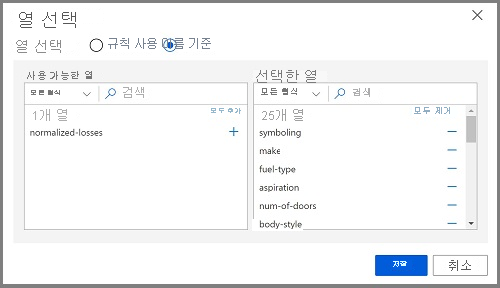 열 선택
열 선택 규칙 사용 이름 기준
사용 가능한 열
모든 형식 검색
1개 열 모두 추가
normalized-losses
선택한 열
모든 형식 검색
25개 열 모두 제거
symboling
make
fuel-type
aspiration
num-of-doors
body-style
저장 취소